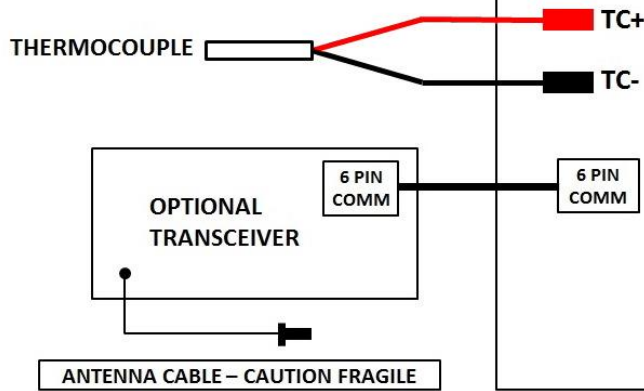 TC+
THERMOCOUPLE
TC-
6 PIN
COMM
6 PIN
COMM
OPTIONAL
TRANSCEIVER
ANTENNA CABLE – CAUTION FRAGILE